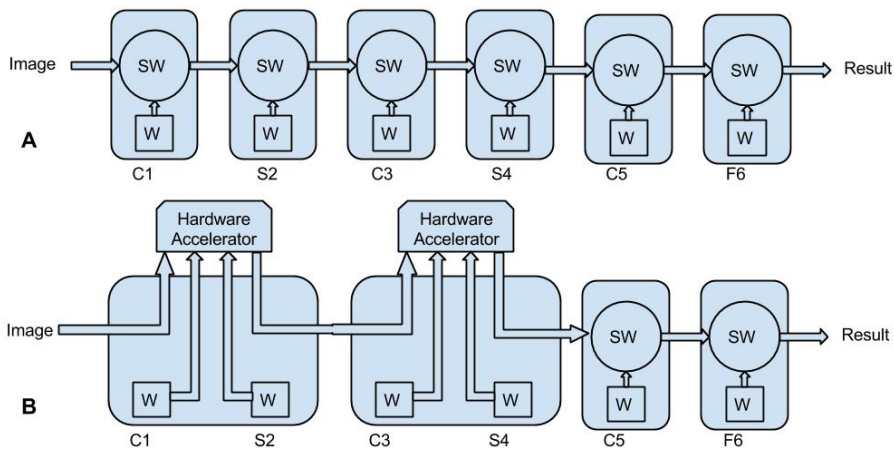 Image SW SW SW SW SW SW Result
W W W W W W
A
C1 S2 C3 S4 C5 F6
Hardware Accelerator Hardware Accelerator
Image SW SW Result
W W W W W W
B
C1 S2 C3 S4 C5 F6